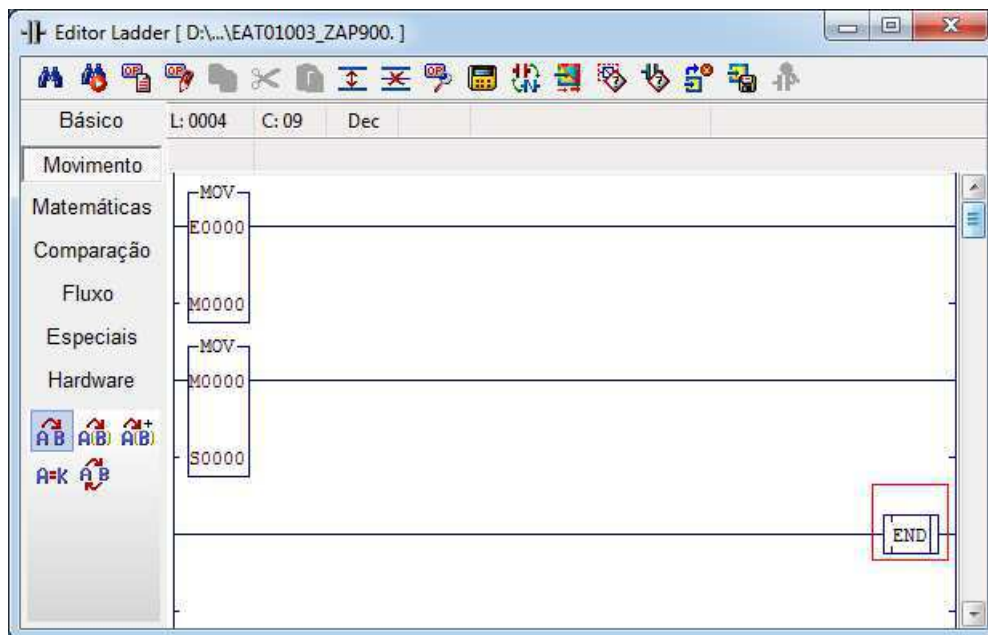 Editor Ladder [ D:\...\EAT01003_ZAP900. ]
Básico
L: 0004 C: 09 Dec
Movimento
Matemáticas
Comparação
Fluxo
Especiais
Hardware
A B A(B) A(B)
A=K A B
MOV
E0000
M0000
MOV
M0000
S0000
END